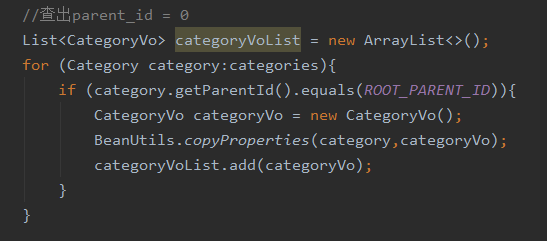 //查出parent_id = 0
List<CategoryVo> categoryVoList = new ArrayList<>();
for (Category category:categories){
if (category.getParentId().equals(ROOT_PARENT_ID)){
CategoryVo categoryVo = new CategoryVo();
BeanUtils.copyProperties(category,categoryVo);
categoryVoList.add(categoryVo);
}
}